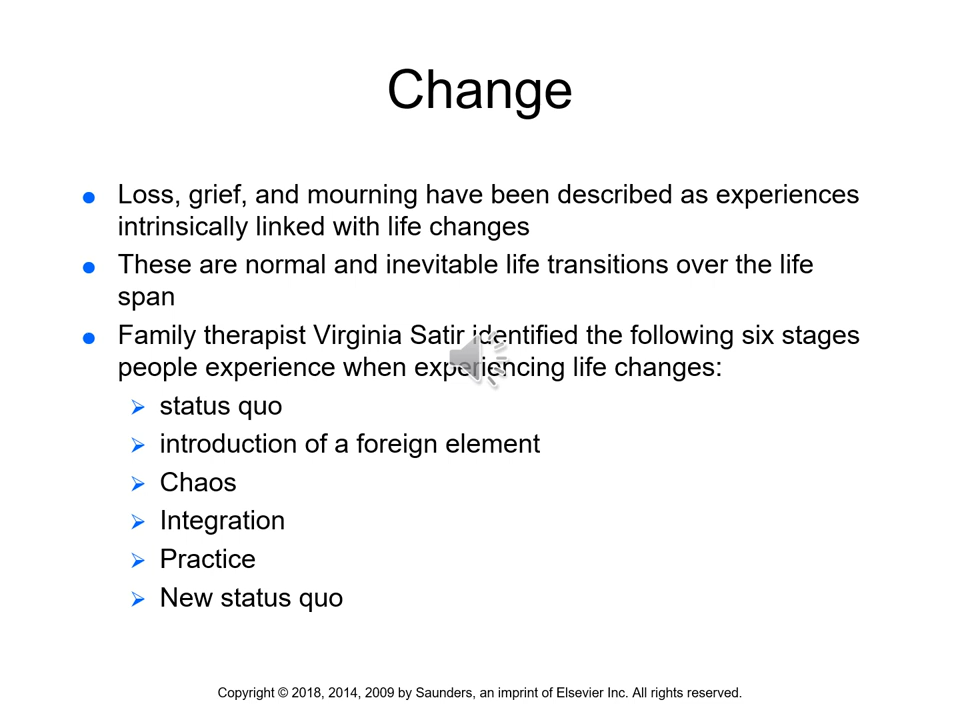 Change
Loss, grief, and mourning have been described as experiences
intrinsically linked with life changes
These are normal and inevitable life transitions over the life
span
Family therapist Virginia Satir identified the following six stages
people experience when experiencing life changes:
status quo
introduction of a foreign element
Chaos
Integration
Practice
New status quo
Copyright © 2018, 2014, 2009 by Saunders, an imprint of Elsevier Inc. All rights reserved.